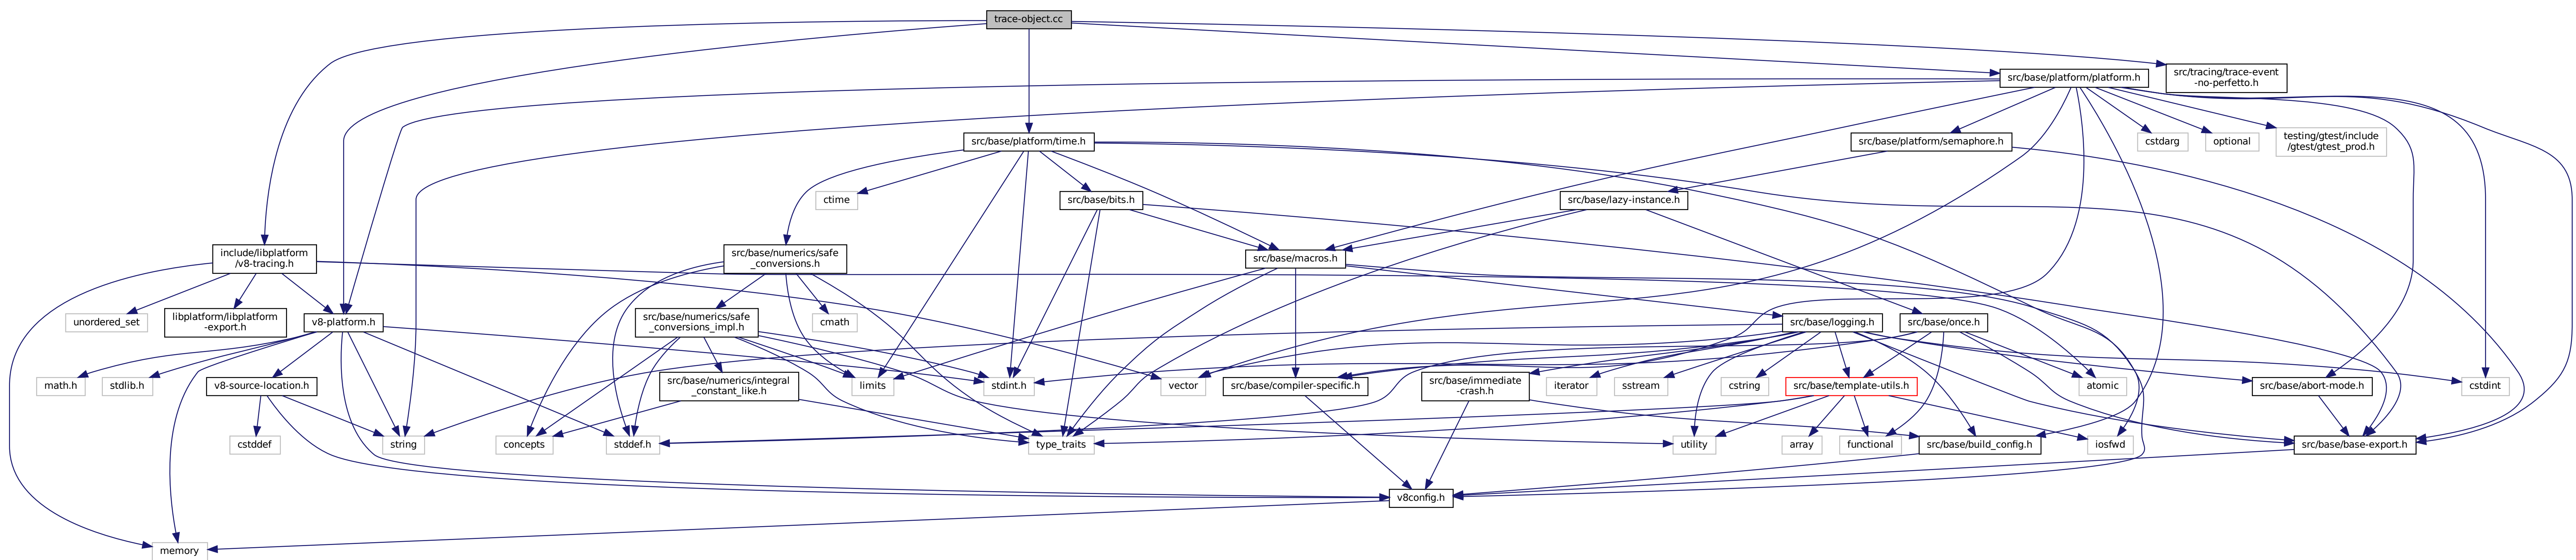 trace-object.cc
src/base/platform/platform.h
src/tracing/trace-event
-no-perfetto.h
src/base/platform/time.h
src/base/platform/semaphore.h
cstdarg
optional
testing/gtest/include
/gtest/gtest_prod.h
ctime
src/base/bits.h
src/base/lazy-instance.h
include/libplatform
/v8-tracing.h
src/base/numerics/safe
_conversions.h
src/base/macros.h
unordered_set
libplatform/libplatform
-export.h
v8-platform.h
src/base/numerics/safe
_conversions_impl.h
cmath
src/base/logging.h
src/base/once.h
math.h
stdlib.h
v8-source-location.h
src/base/numerics/integral
_constant_like.h
limits
stdint.h
vector
src/base/compiler-specific.h
src/base/immediate
-crash.h
iterator
sstream
cstring
src/base/template-utils.h
atomic
src/base/abort-mode.h
cstdint
cstddef
string
concepts
stddef.h
type_traits
utility
array
functional
src/base/build_config.h
iosfwd
src/base/base-export.h
v8config.h
memory